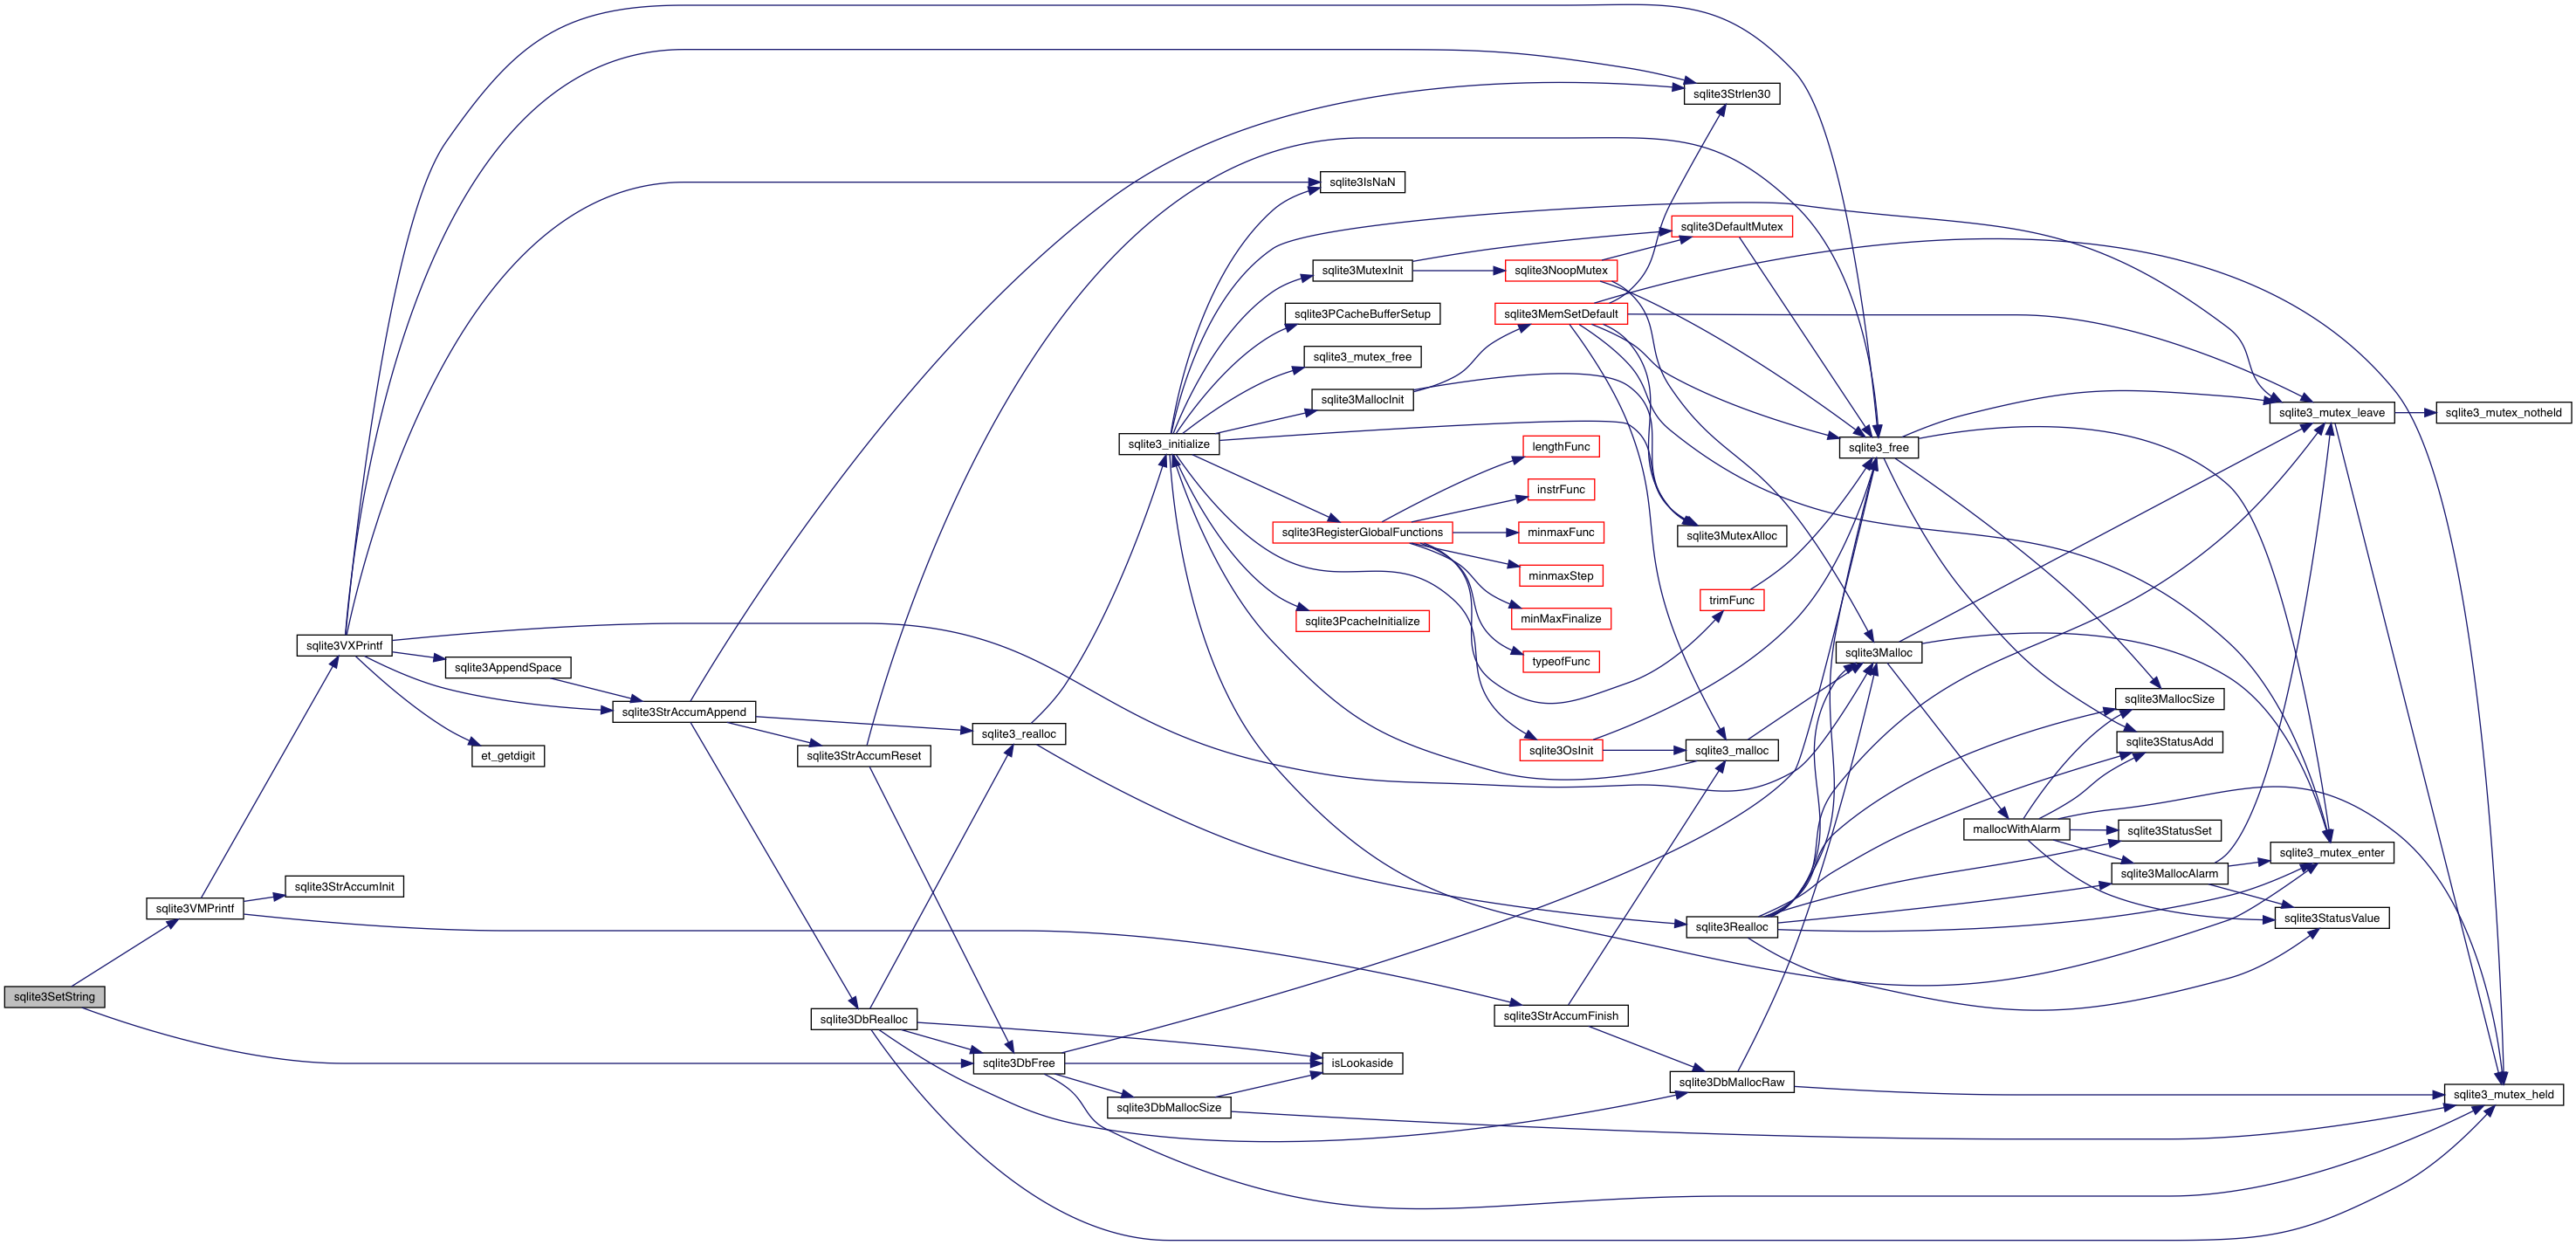 sqlite3Strlen30
sqlite3IsNaN
sqlite3DefaultMutex
sqlite3MutexInit
sqlite3NoopMutex
sqlite3PCacheBufferSetup
sqlite3MemSetDefault
sqlite3_mutex_free
sqlite3MallocInit
sqlite3_mutex_leave
sqlite3_mutex_notheld
sqlite3_initialize
lengthFunc
sqlite3_free
instrFunc
sqlite3RegisterGlobalFunctions
minmaxFunc
sqlite3MutexAlloc
minmaxStep
trimFunc
sqlite3PcacheInitialize
minMaxFinalize
sqlite3VXPrintf
sqlite3Malloc
sqlite3AppendSpace
typeofFunc
sqlite3MallocSize
sqlite3StrAccumAppend
sqlite3_realloc
sqlite3StatusAdd
et_getdigit
sqlite3StrAccumReset
sqlite3OsInit
sqlite3_malloc
mallocWithAlarm
sqlite3StatusSet
sqlite3_mutex_enter
sqlite3MallocAlarm
sqlite3StrAccumInit
sqlite3VMPrintf
sqlite3Realloc
sqlite3StatusValue
sqlite3SetString
sqlite3DbRealloc
sqlite3StrAccumFinish
sqlite3DbFree
isLookaside
sqlite3DbMallocRaw
sqlite3DbMallocSize
sqlite3_mutex_held